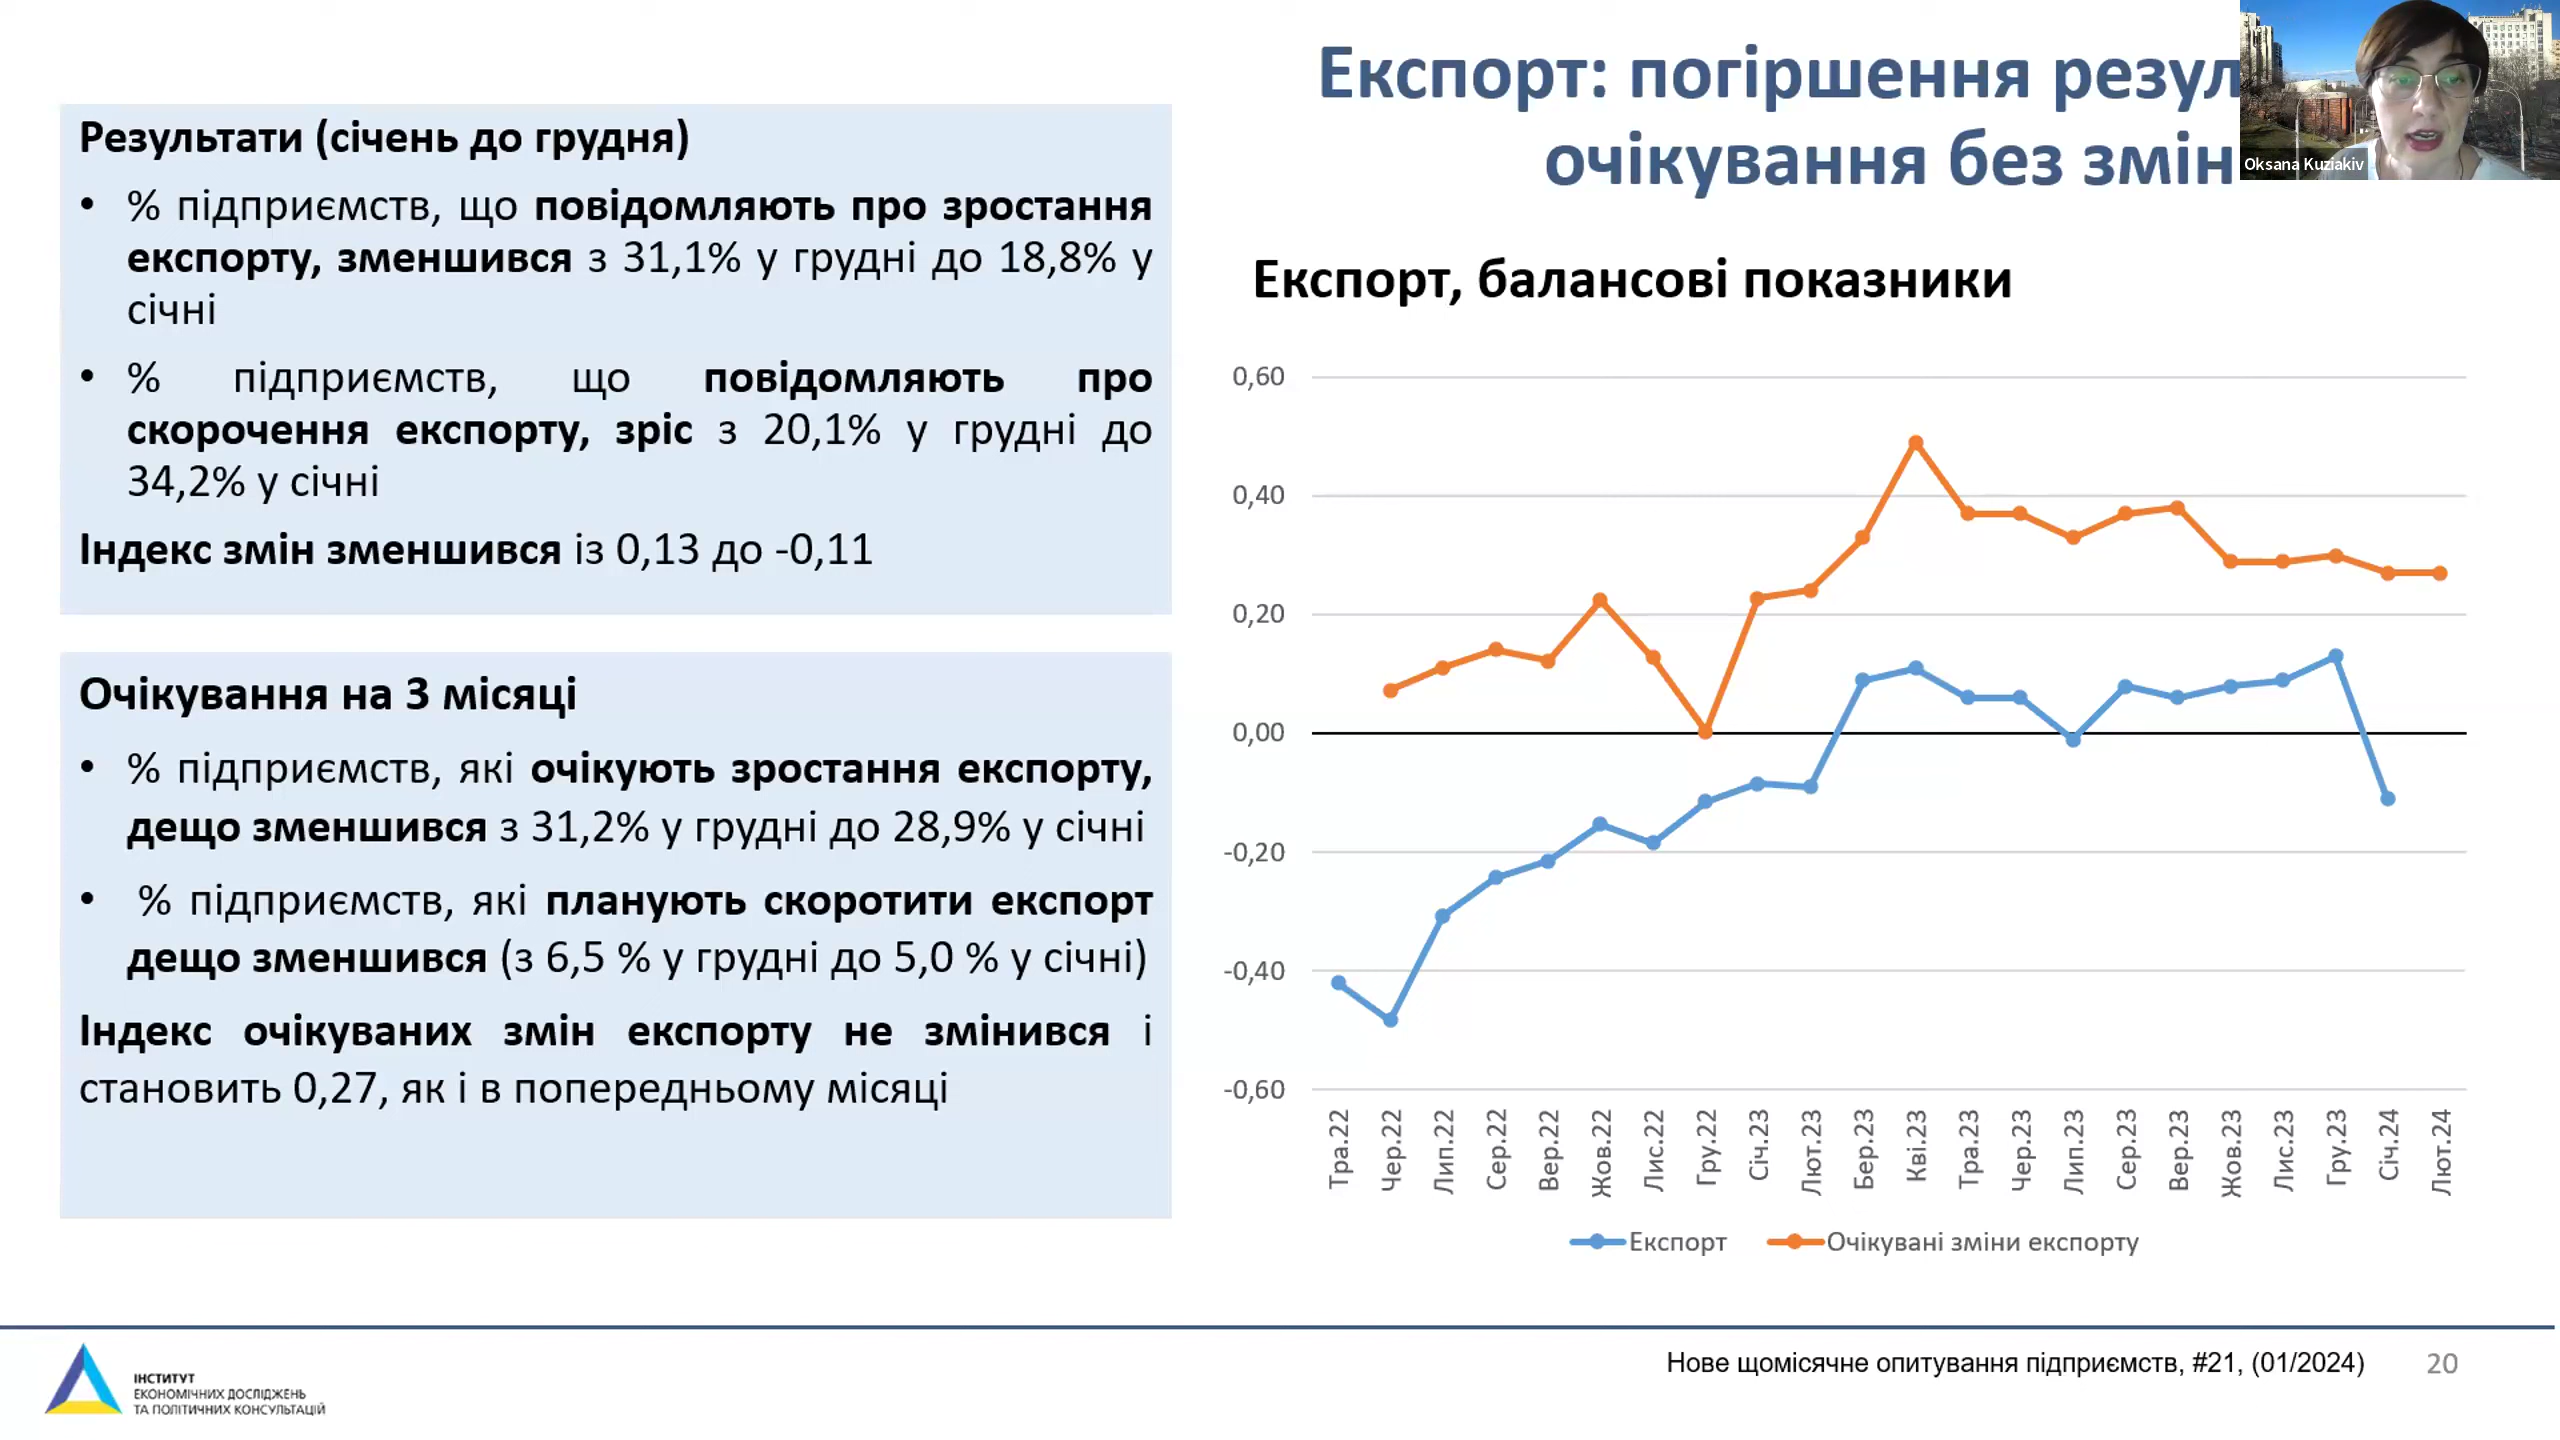 Експорт: погіршення
очікування без змін
Oksana Kuziakiv
Результати (січень до грудня)
• % підприємств, що повідомляють про зростання
експорту, зменшився з 31,1% у грудні до 18,8% у
січні
• % підприємств, що повідомляють про
скорочення експорту, зріс з 20,1% у грудні до
34,2% у січні
Індекс змін зменшився із 0,13 до -0,11
Очікування на 3 місяці
• % підприємств, які очікують зростання експорту,
дещо зменшився з 31,2% у грудні до 28,9% у січні
• % підприємств, які планують скоротити експорт
дещо зменшився (з 6,5 % у грудні до 5,0 % у січні)
Індекс очікуваних змін експорту не змінився і
становить 0,27, як і в попередньому місяці
Експорт, балансові показники
0,60
0,40
0,20
0,00
-0,20
-0,40
-0,60
Тра.22
Чер.22
Лип.22
Сер.22
Вер.22
Жов.22
Лис.22
Гру.22
Січ.23
Лют.23
Бер.23
Кві.23
Тра.23
Чер.23
Лип.23
Сер.23
Вер.23
Жов.23
Лис.23
Гру.23
Січ.24
Лют.24
Експорт
Очікувані зміни експорту
ІНСТИТУТ
ЕКОНОМІЧНИХ ДОСЛІДЖЕНЬ
ТА ПОЛІТИЧНИХ КОНСУЛЬТАЦІЙ
Нове щомісячне опитування підприємств, #21, (01/2024)
20